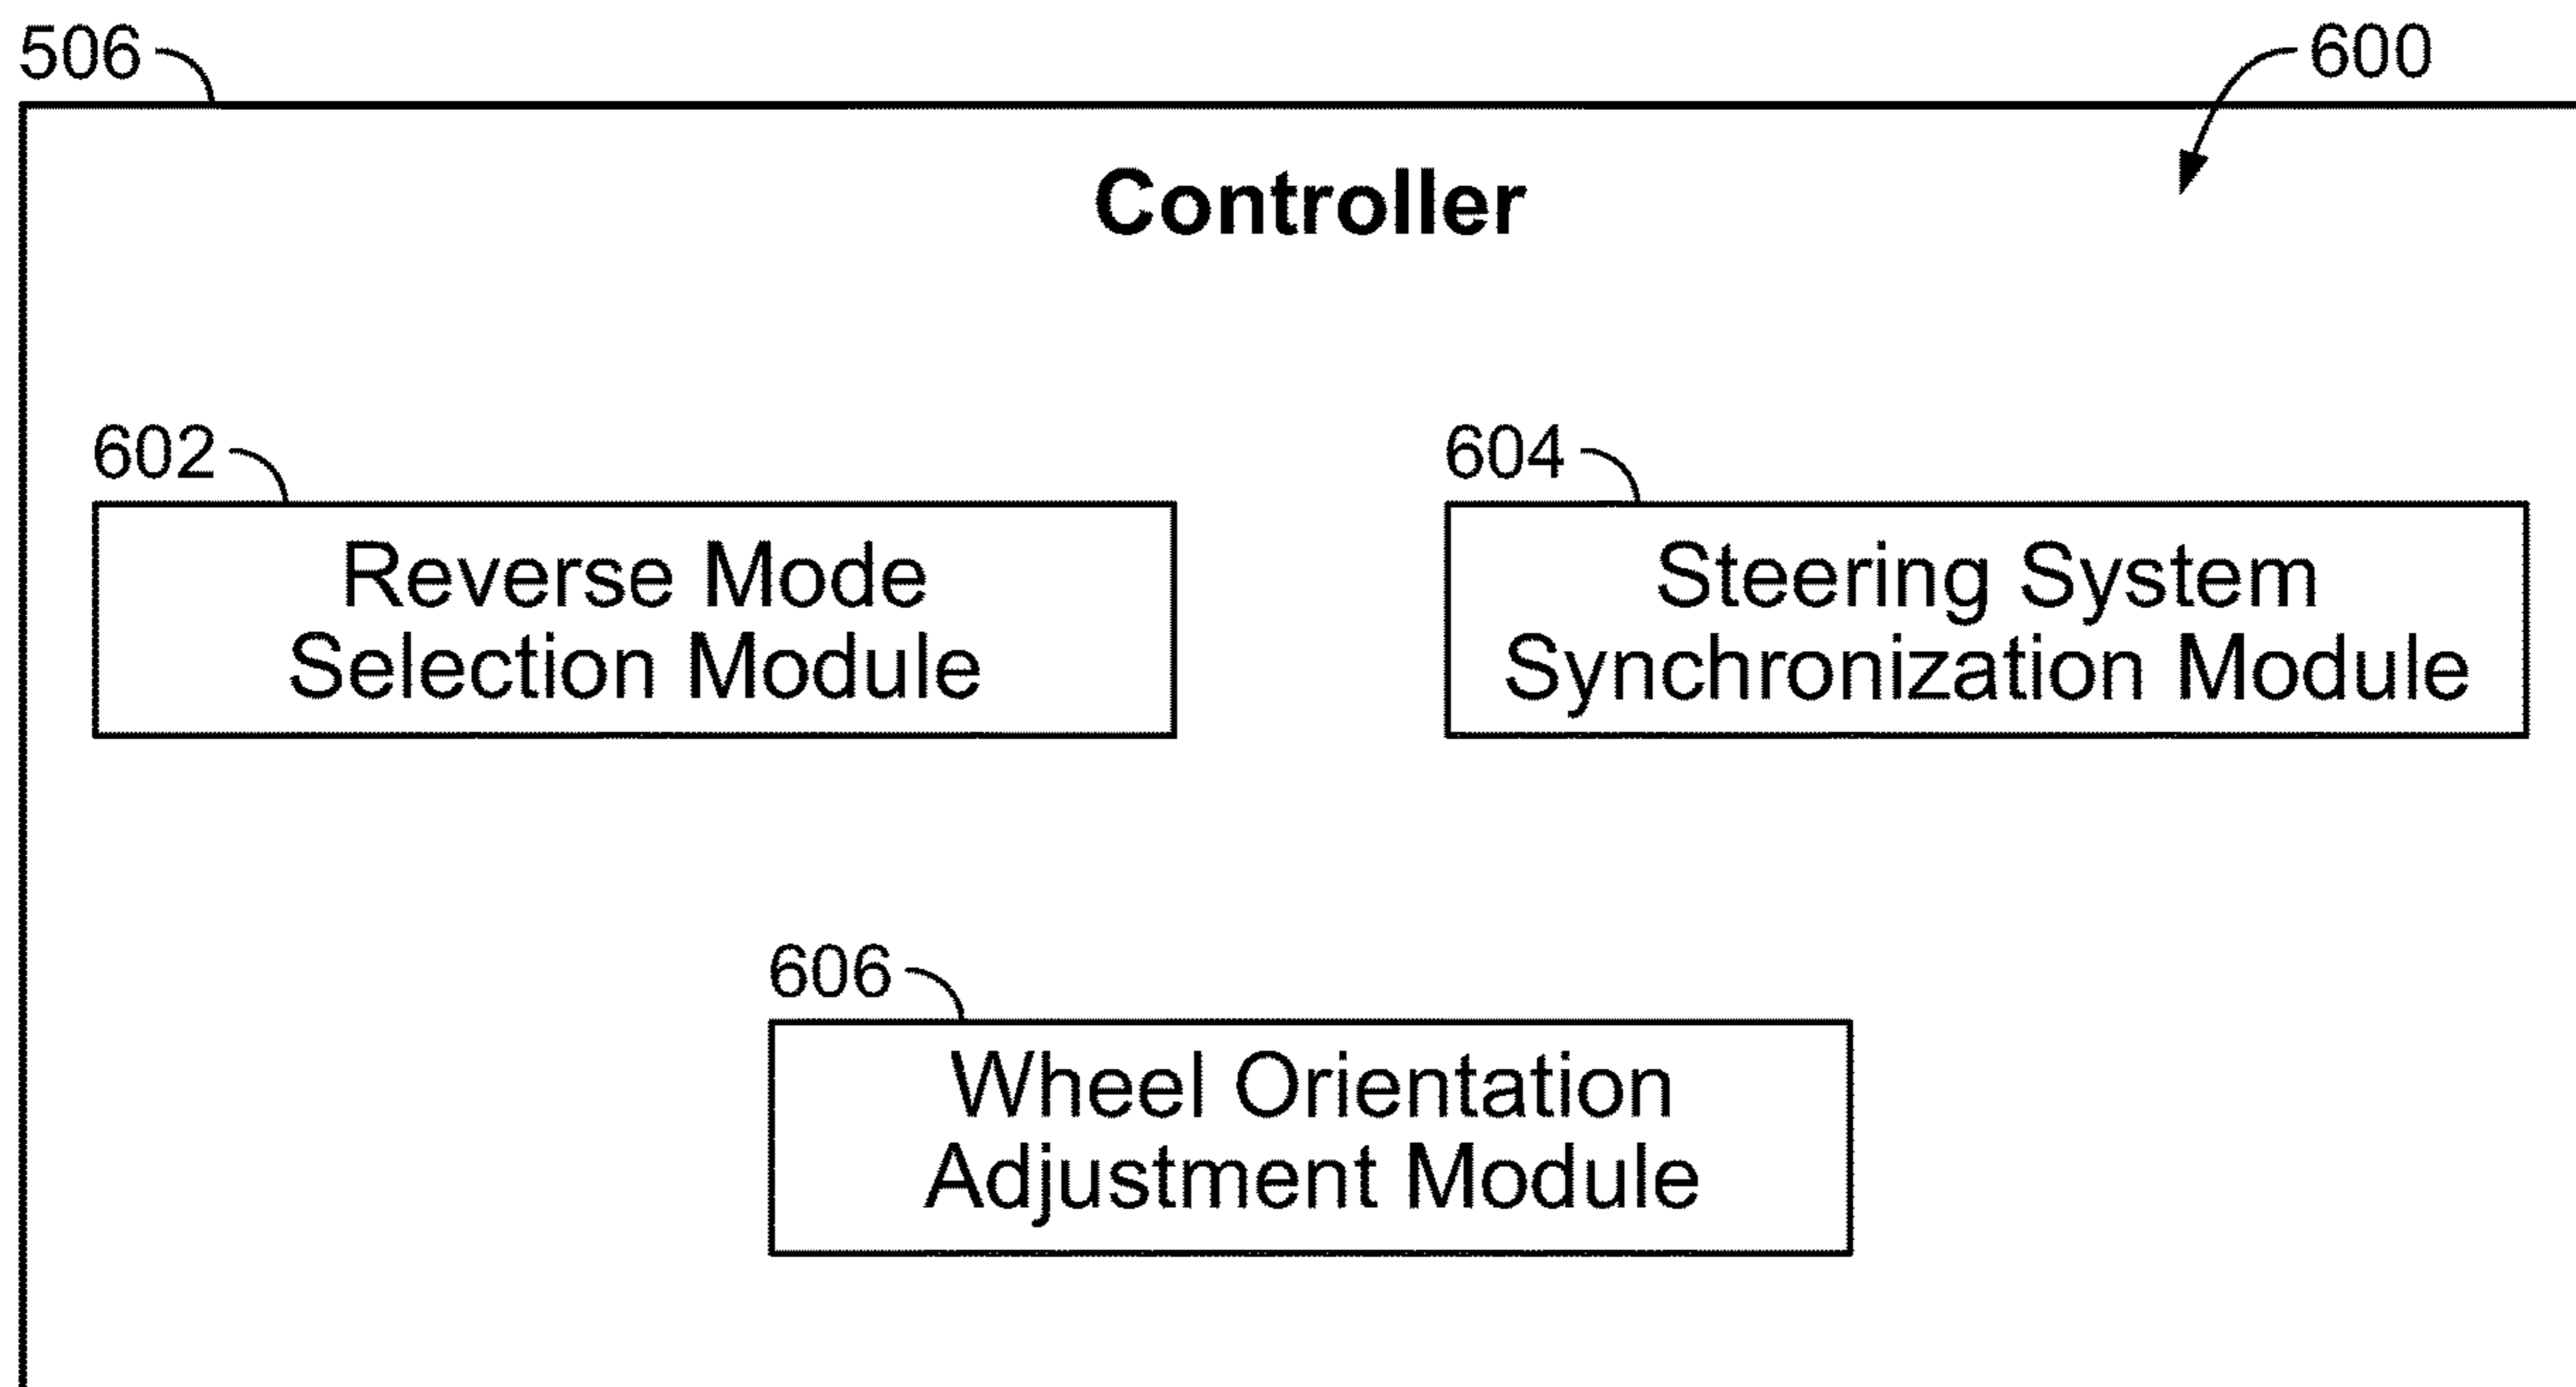 506
600
Controller
602
604
Reverse Mode
Selection Module
Steering System
Synchronization Module
606
Wheel Orientation
Adjustment Module